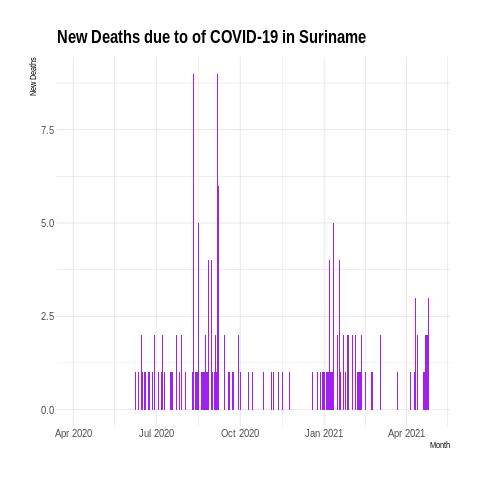 New Deaths due to of COVID-19 in Suriname
New Deaths
7.5
5.0
2.5
0.0
Apr 2020 Jul 2020 Oct 2020 Jan 2021 Apr 2021
Month